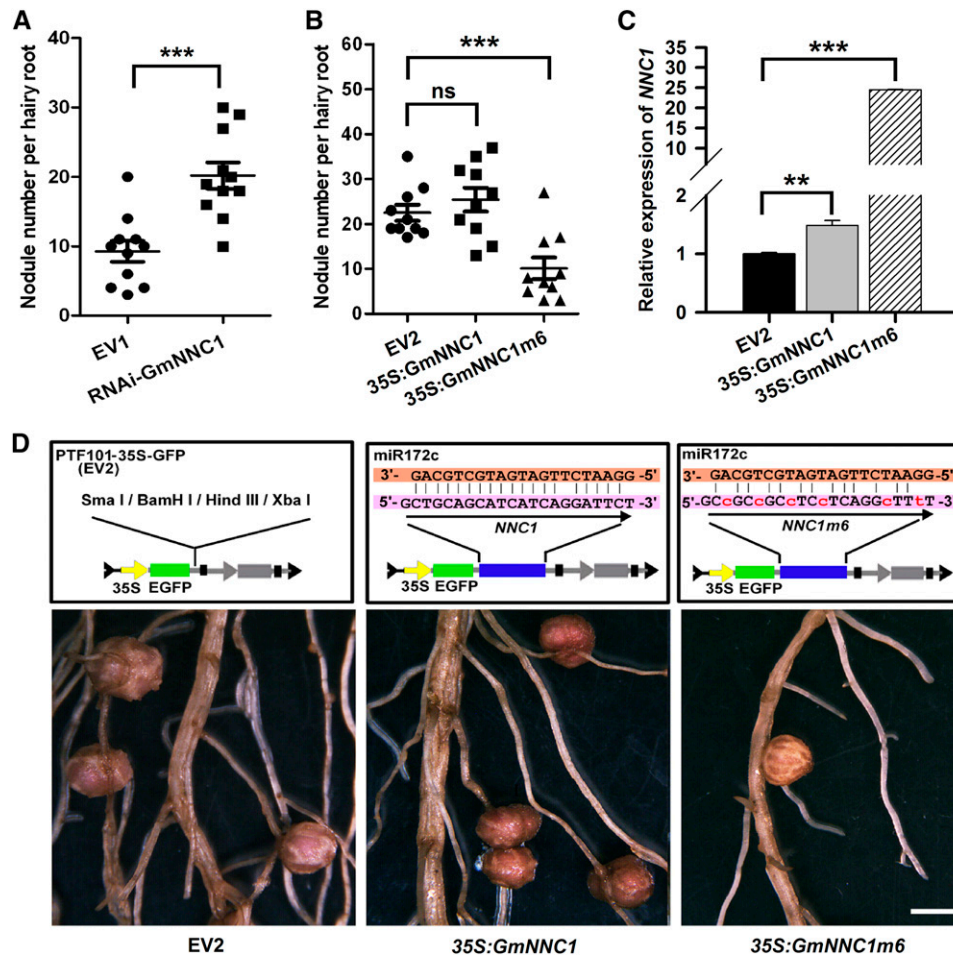 A
Nodule number per hairy root
40
30
20
10
0
***
EV1
RNAi-GmNNC1
B
Nodule number per hairy root
60
50
40
30
20
10
0
***
ns
EV2
35S:GmNNC1
35S:GmNNC1m6
C
Relative expression of NNC1
35
30
25
20
15
10
2
1
0
***
**
EV2
35S:GmNNC1
35S:GmNNC1m6
D
PTF101-35S-GFP
(EV2)
Sma I / BamH I / Hind III / Xba I
35S EGFP
miR172c
3'- GACGTCGTAGTAGTTCTAAGG -5'
5'- GCTGCAGCATCATCAGGATTCT -3'
NNC1
35S EGFP
miR172c
3'- GACGTCGTAGTAGTTCTAAGG -5'
5'- GCcGCcGCcTCcTCAGGcTTtT -3'
NNC1m6
35S EGFP
EV2
35S:GmNNC1
35S:GmNNC1m6